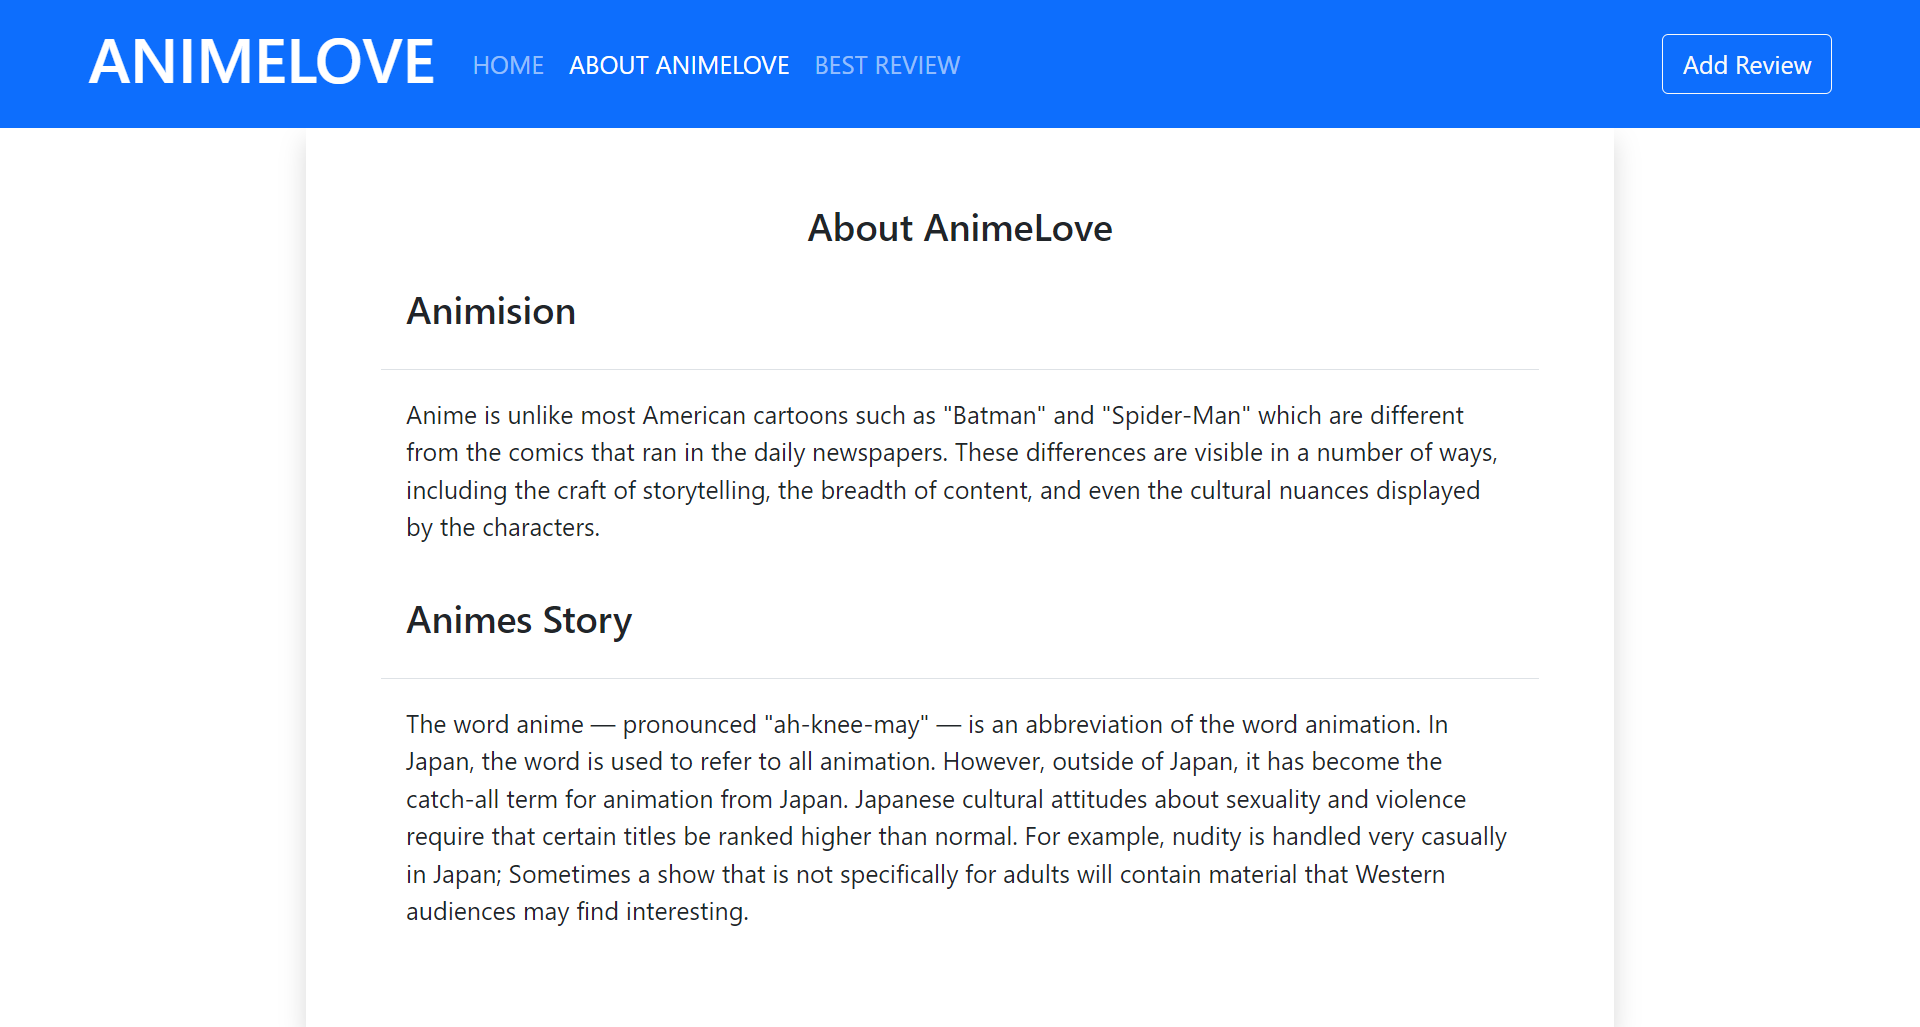 ANIMELOVE HOME ABOUT ANIMELOVE BEST REVIEW Add Review
About AnimeLove
Animision
Anime is unlike most American cartoons such as "Batman" and "Spider-Man" which are different
from the comics that ran in the daily newspapers. These differences are visible in a number of ways,
including the craft of storytelling, the breadth of content, and even the cultural nuances displayed
by the characters.
Animes Story
The word anime — pronounced "ah-knee-may" — is an abbreviation of the word animation. In
Japan, the word is used to refer to all animation. However, outside of Japan, it has become the
catch-all term for animation from Japan. Japanese cultural attitudes about sexuality and violence
require that certain titles be ranked higher than normal. For example, nudity is handled very casually
in Japan; Sometimes a show that is not specifically for adults will contain material that Western
audiences may find interesting.